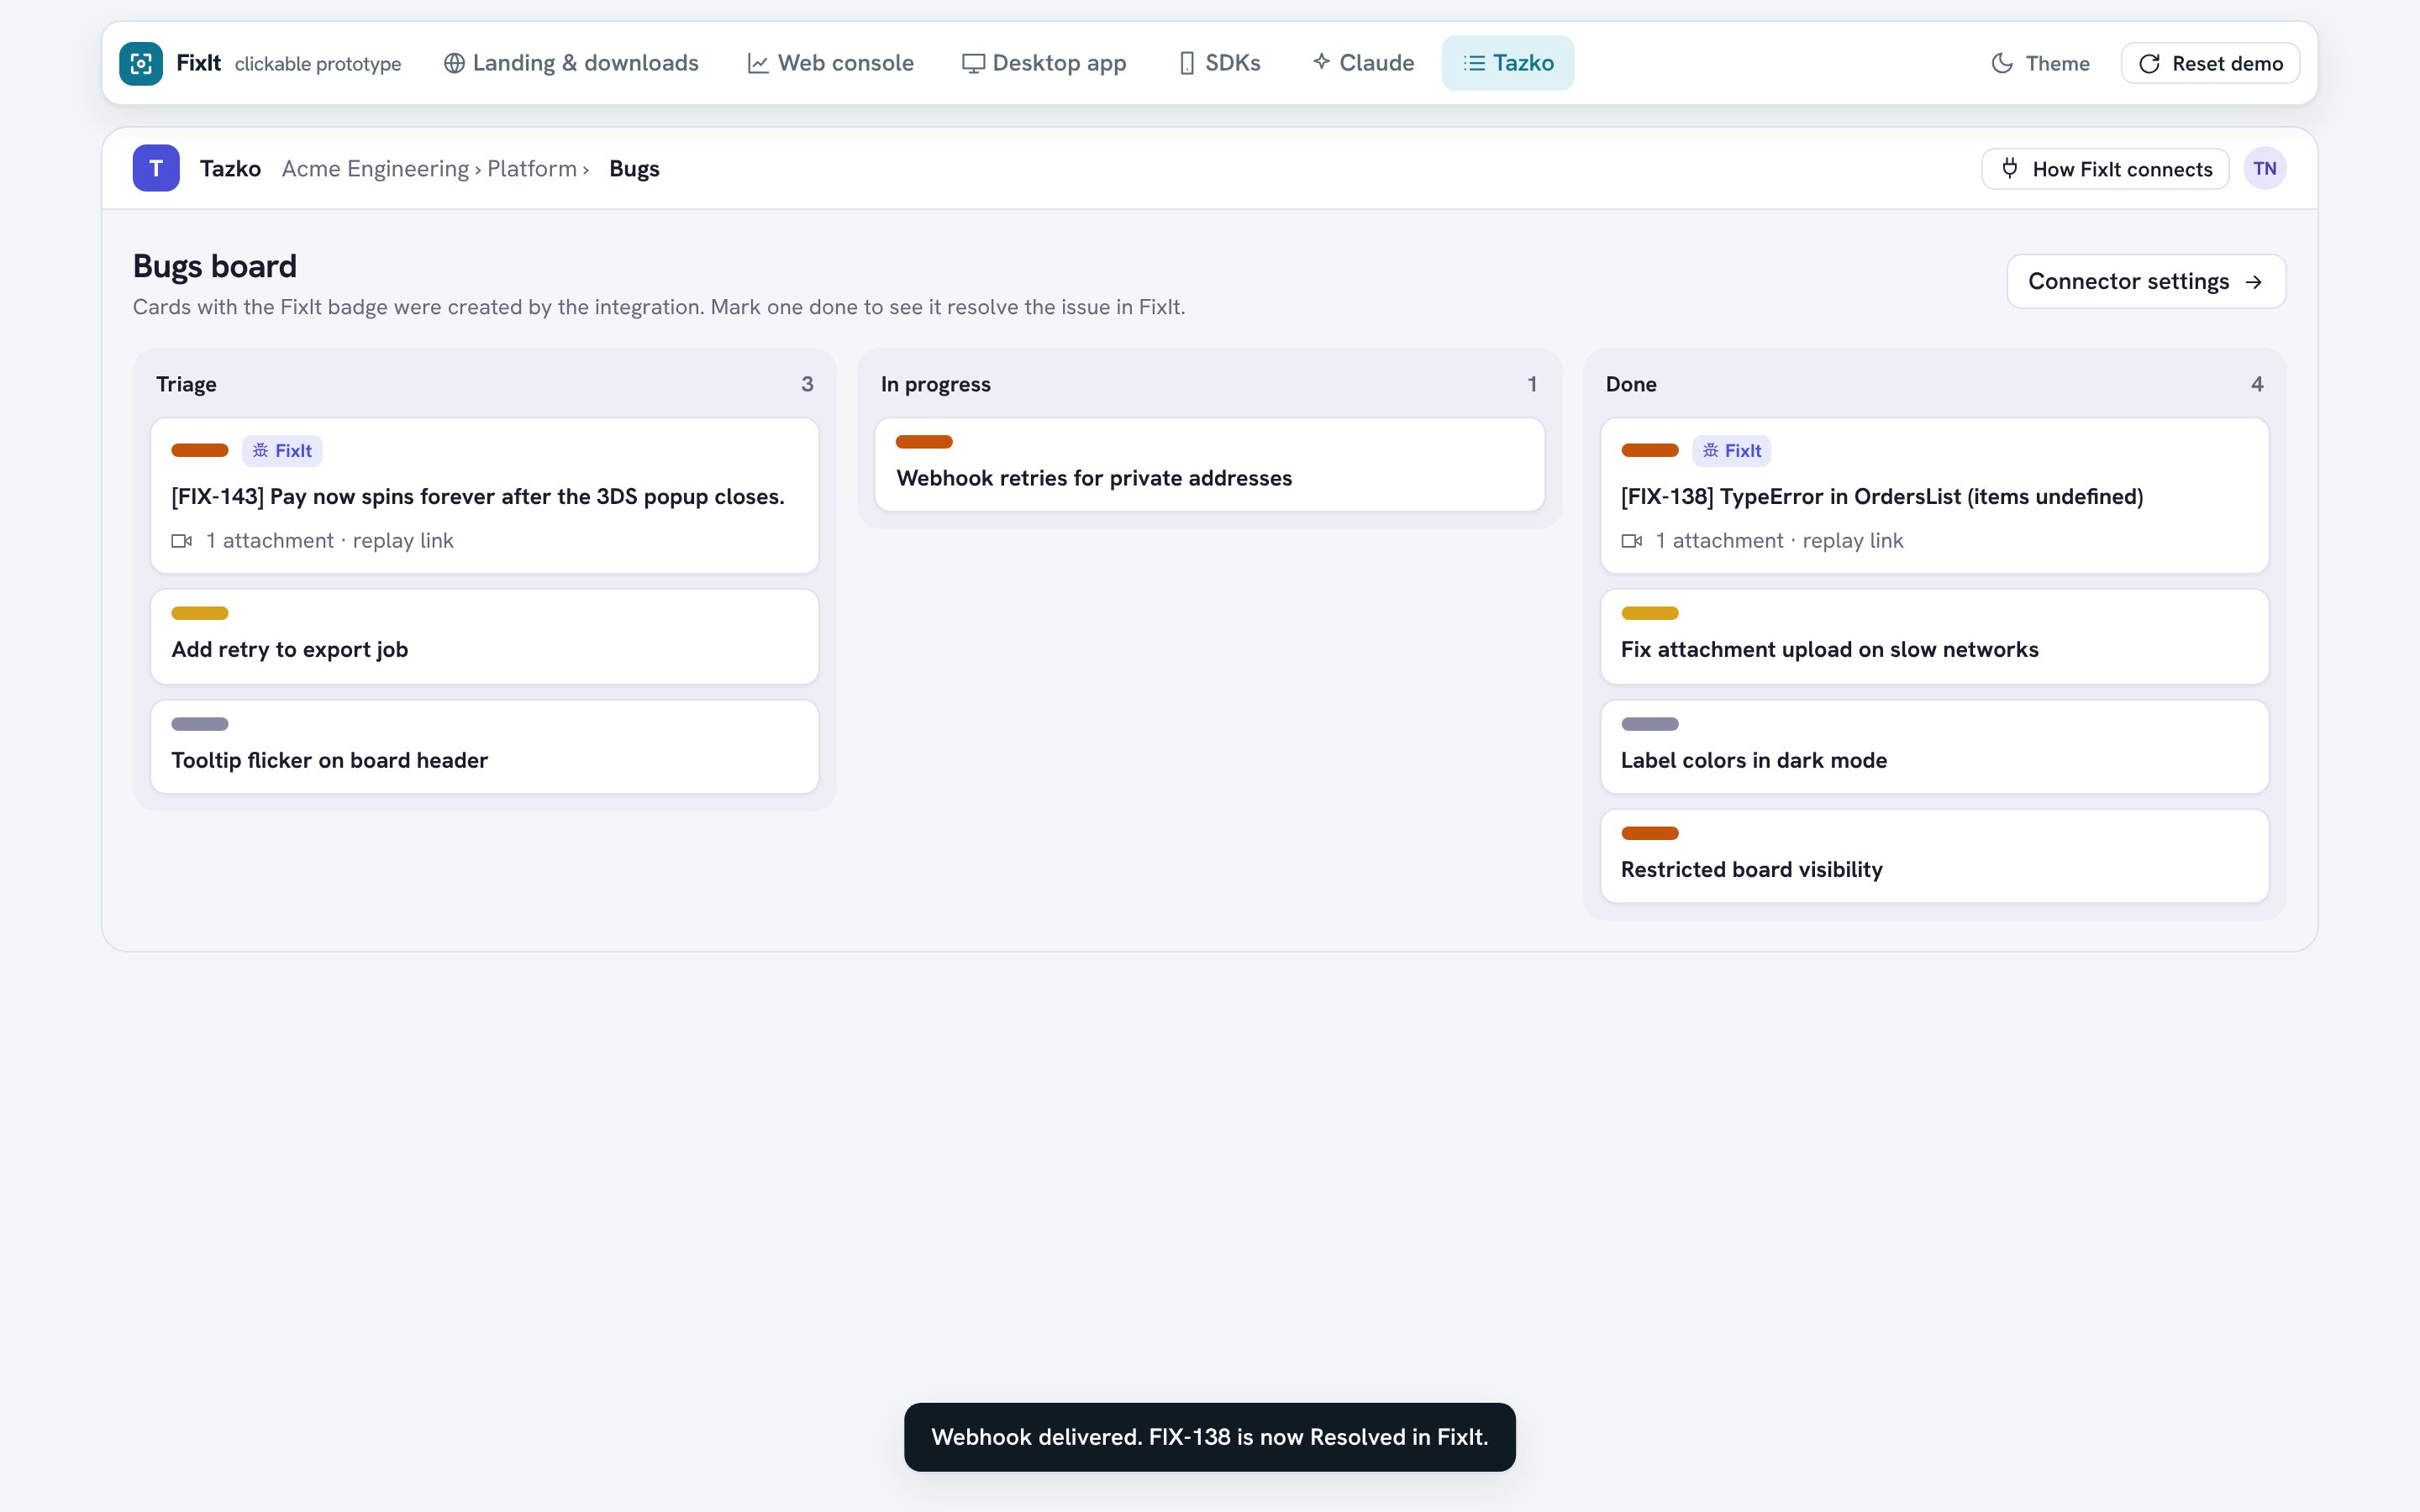 FixIt clickable prototype Landing & downloads Web console Desktop app SDKs Claude Tazko Theme Reset demo
T Tazko Acme Engineering › Platform › Bugs How FixIt connects TN
Bugs board
Cards with the FixIt badge were created by the integration. Mark one done to see it resolve the issue in FixIt.
Connector settings →
Triage 3
FixIt
[FIX-143] Pay now spins forever after the 3DS popup closes.
1 attachment · replay link
Add retry to export job
Tooltip flicker on board header
In progress 1
Webhook retries for private addresses
Done 4
FixIt
[FIX-138] TypeError in OrdersList (items undefined)
1 attachment · replay link
Fix attachment upload on slow networks
Label colors in dark mode
Restricted board visibility
Webhook delivered. FIX-138 is now Resolved in FixIt.